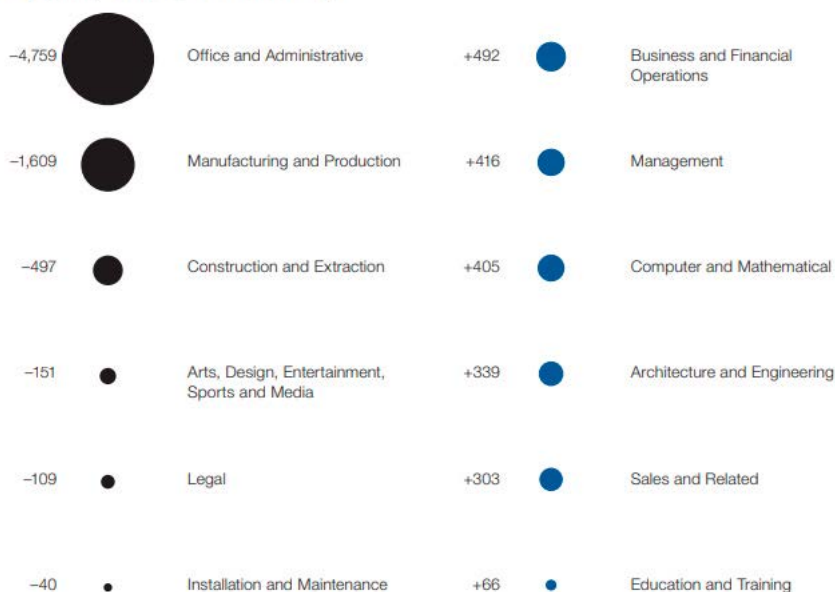 –4,759 Office and Administrative +492 Business and Financial
Operations
–1,609 Manufacturing and Production +416 Management
–497 Construction and Extraction +405 Computer and Mathematical
–151 Arts, Design, Entertainment, +339 Architecture and Engineering
Sports and Media
–109 Legal +303 Sales and Related
–40 Installation and Maintenance +66 Education and Training